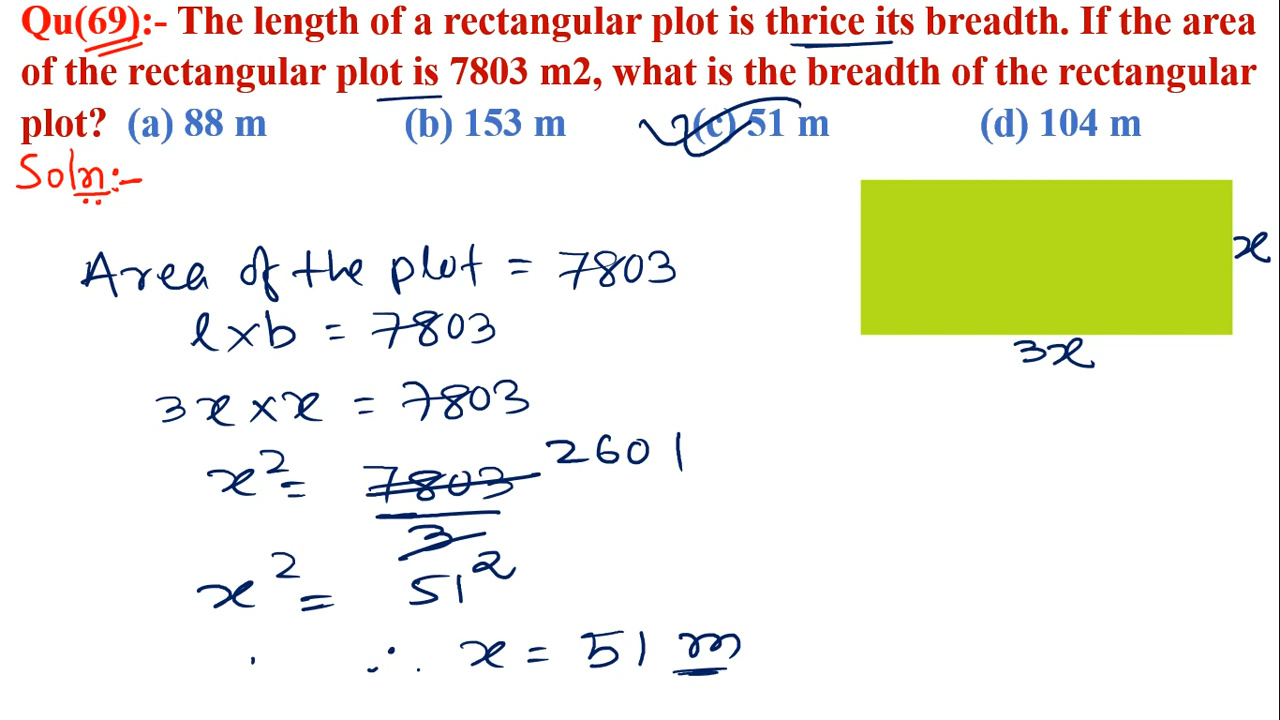 Qu(69):- The length of a rectangular plot is thrice its breadth. If the area
of the rectangular plot is 7803 m2, what is the breadth of the rectangular
plot? (a) 88 m (b) 153 m (c) 51 m (d) 104 m
Soln:-
Area of the plot = 7803
l × b = 7803
3x × x = 7803
x² = 7803/3 2601
x² = 51²
∴ x = 51 m
x
3x